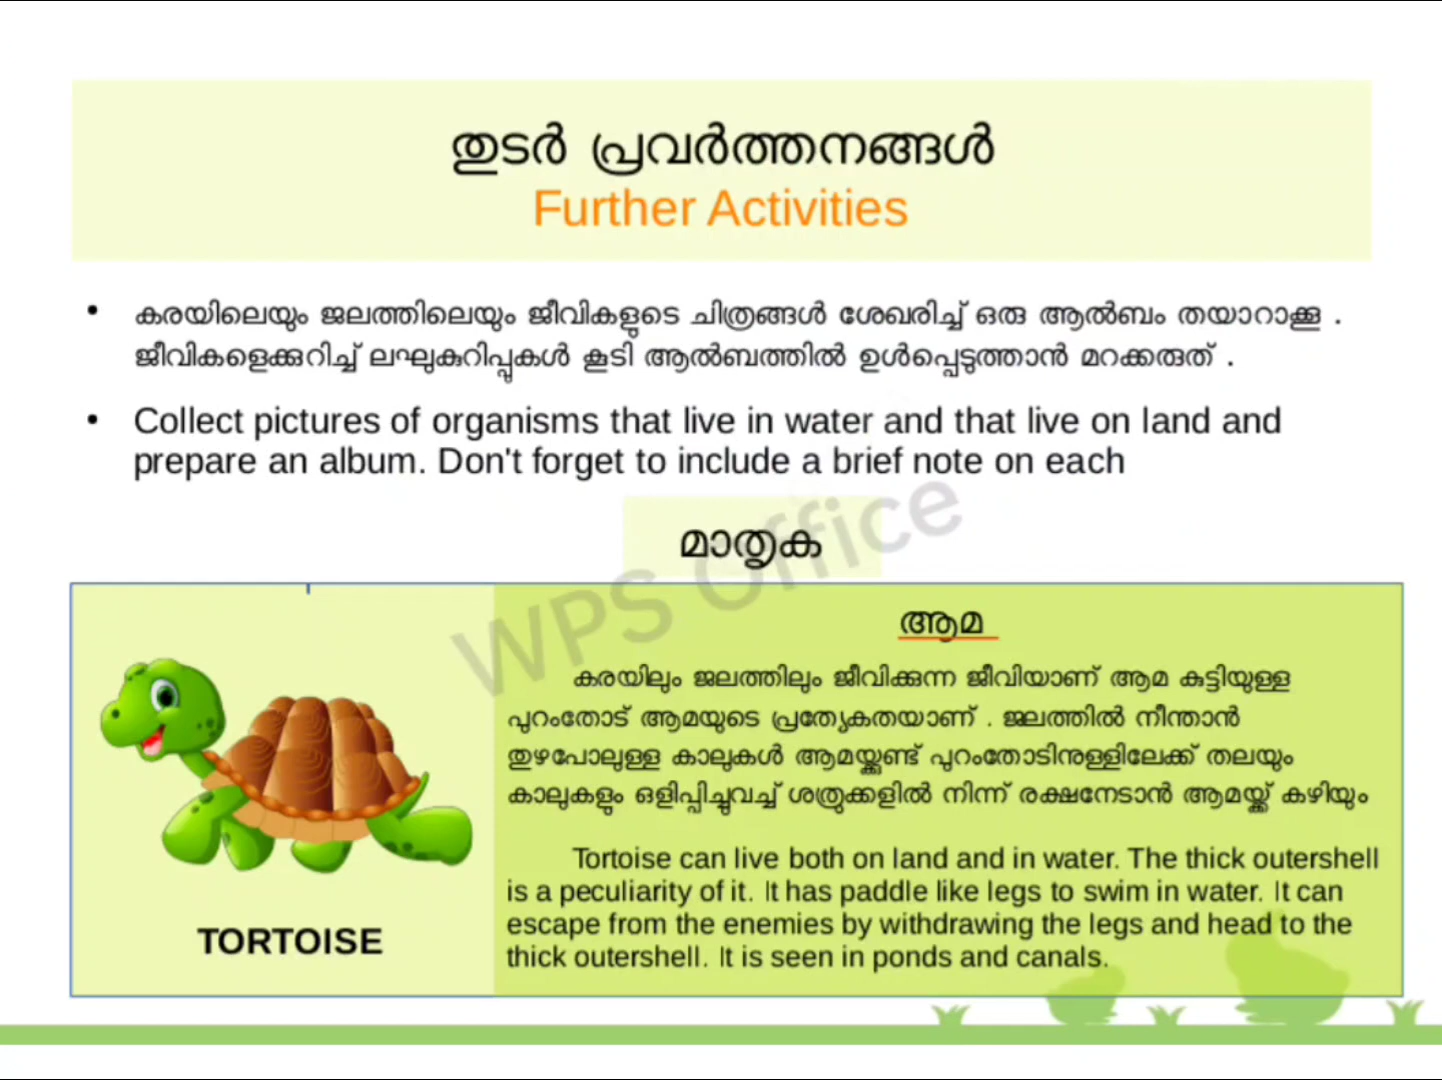 തുടർ പ്രവർത്തനങ്ങൾ
Further Activities
• കരയിലെയും ജലത്തിലെയും ജീവികളുടെ ചിത്രങ്ങൾ ശേഖരിച്ച് ഒരു ആൽബം തയാറാക്കൂ .
ജീവികളെക്കുറിച്ച് ലഘുകുറിപ്പുകൾ കൂടി ആൽബത്തിൽ ഉൾപ്പെടുത്താൻ മറക്കരുത് .
• Collect pictures of organisms that live in water and that live on land and
prepare an album. Don't forget to include a brief note on each
മാതൃക
WPS Office
ആമ
കരയിലും ജലത്തിലും ജീവിക്കുന്ന ജീവിയാണ് ആമ കുട്ടിയുള്ള
പുറംതോട് ആമയുടെ പ്രത്യേകതയാണ് . ജലത്തിൽ നീന്താൻ
തുഴപോലുള്ള കാലുകൾ ആമയ്ക്കുണ്ട് പുറംതോടിനുള്ളിലേക്ക് തലയും
കാലുകളും ഒളിപ്പിച്ചുവച്ച് ശത്രുക്കളിൽ നിന്ന് രക്ഷനേടാൻ ആമയ്ക്ക് കഴിയും
Tortoise can live both on land and in water. The thick outershell
is a peculiarity of it. It has paddle like legs to swim in water. It can
escape from the enemies by withdrawing the legs and head to the
thick outershell. It is seen in ponds and canals.
TORTOISE